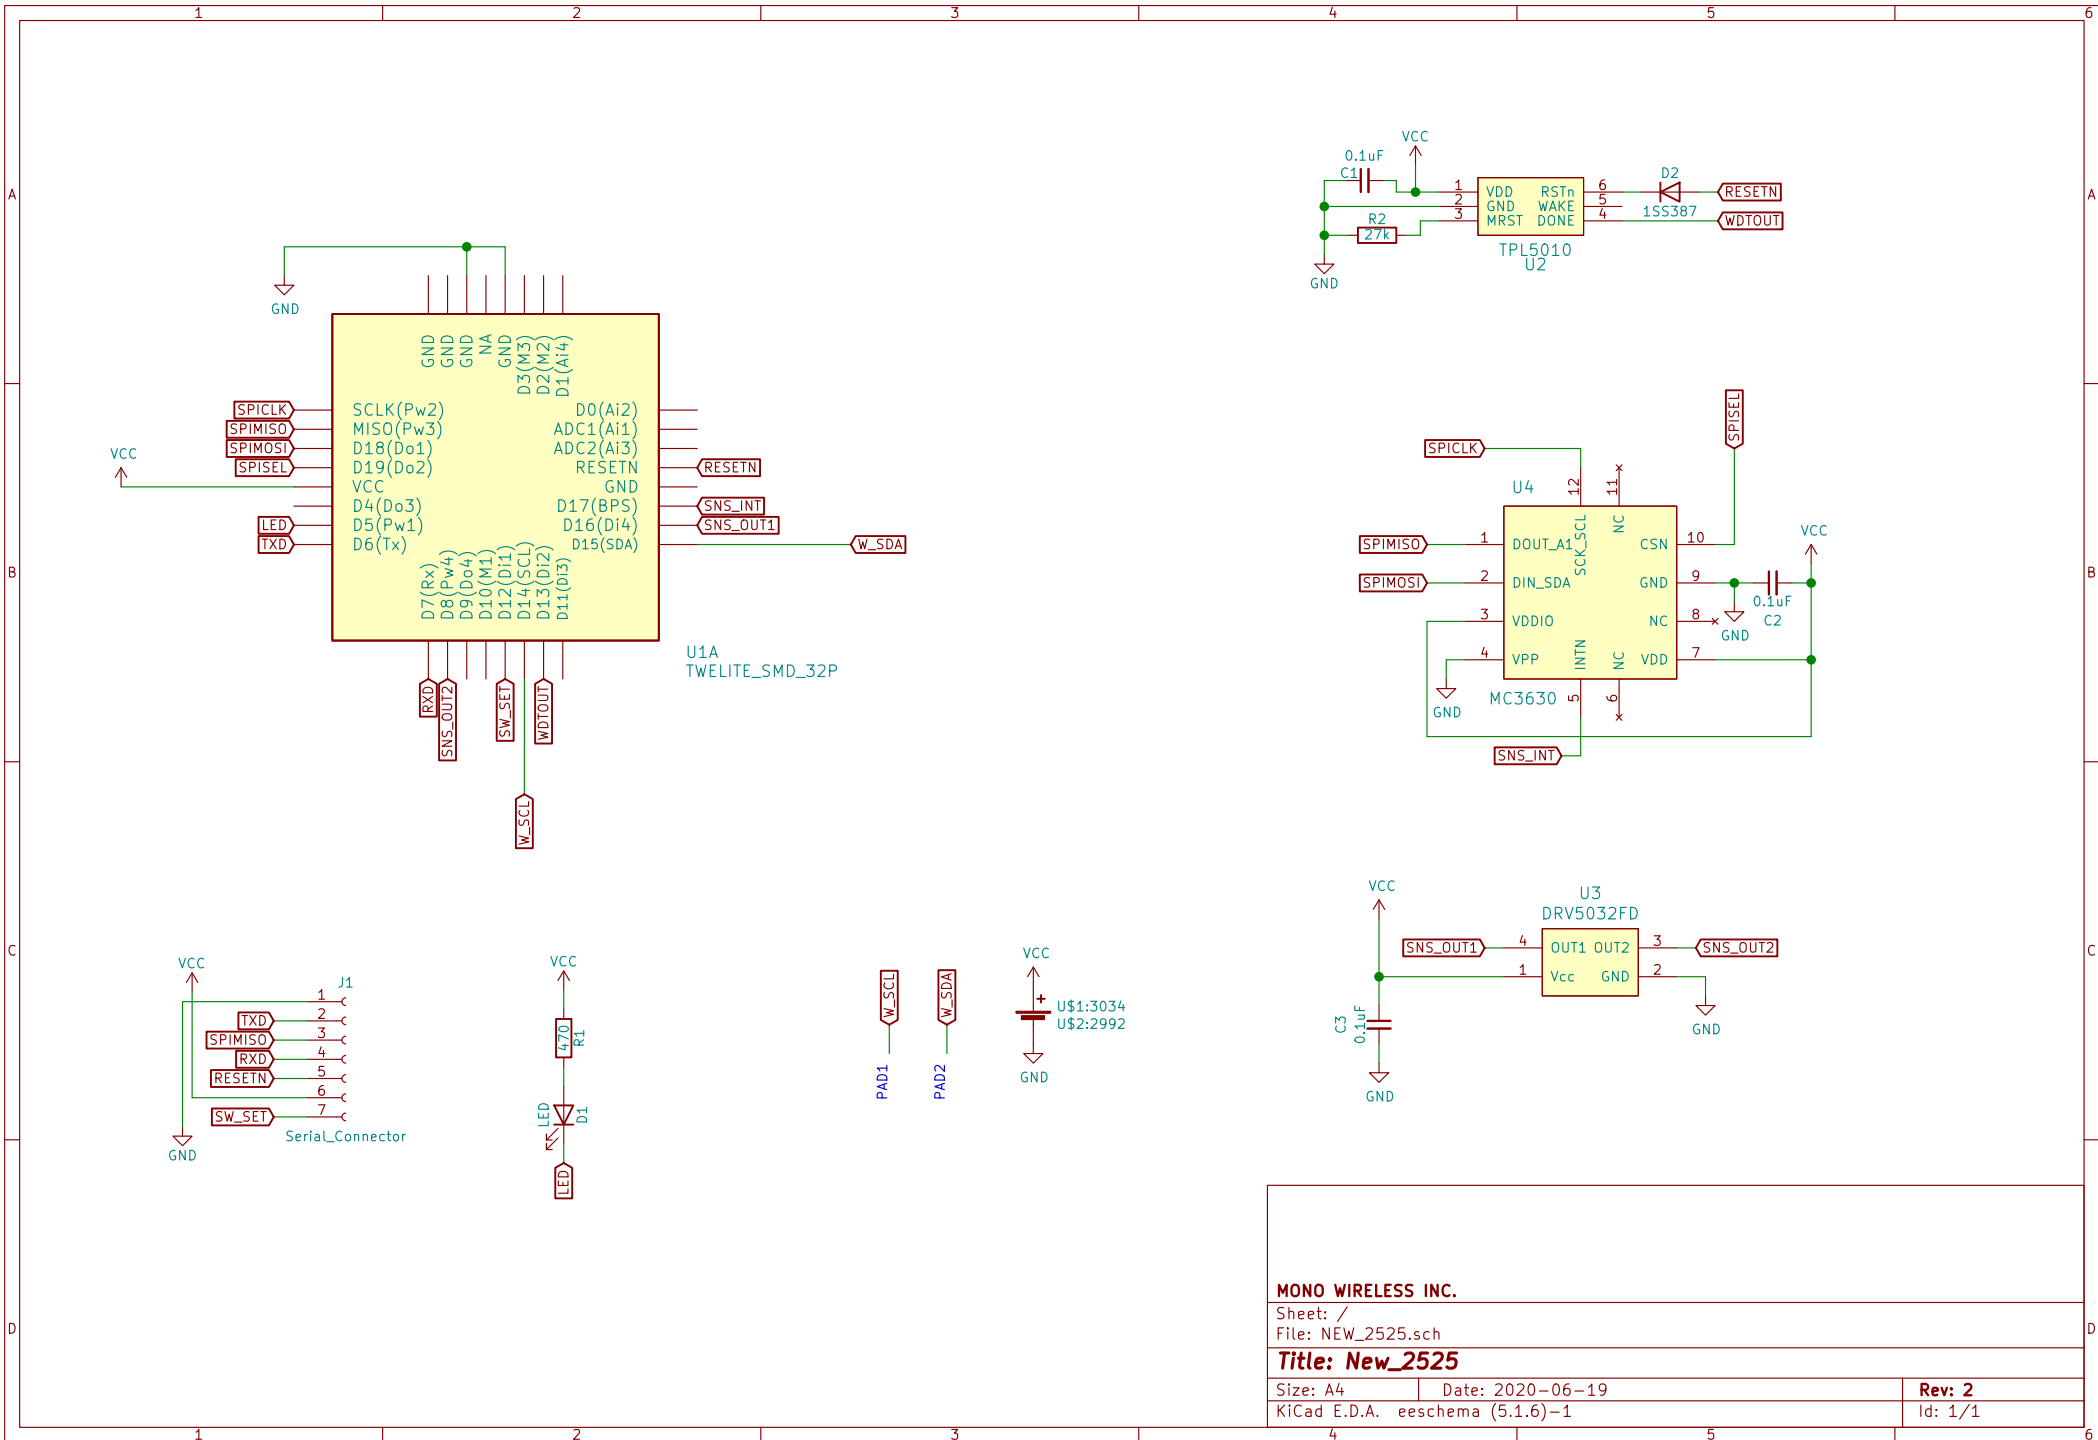 1 2 3 4 5 6
A
B
C
D
A
B
C
D
1 2 3 4 5 6
GND
GND
GND
GND
NA
GND
D3(M3)
D2(M2)
D1(Ai4)
SPICLK SCLK(Pw2)
SPIMISO MISO(Pw3)
SPIMOSI D18(Do1)
SPISEL D19(Do2)
VCC VCC
D4(Do3)
LED D5(Pw1)
TXD D6(Tx)
D0(Ai2)
ADC1(Ai1)
ADC2(Ai3)
RESETN RESETN
GND
D17(BPS) SNS_INT
D16(Di4) SNS_OUT1
D15(SDA) W_SDA
D7(Rx)
D8(Pw4)
D9(Do4)
D10(M1)
D12(Di1)
D14(SCL)
D13(Di2)
D11(Di3)
U1A
TWELITE_SMD_32P
RXD
SNS_OUT2
SW_SET
W_SCL
WDTOUT
VCC
0.1uF
C1
R2
27k
GND
1 VDD RSTn 6
2 GND WAKE 5
3 MRST DONE 4
TPL5010
U2
D2
1SS387
RESETN
WDTOUT
SPICLK
SPISEL
U4
12
11
SCK_SCL
NC
SPIMISO 1 DOUT_A1
SPIMOSI 2 DIN_SDA
3 VDDIO
4 VPP
CSN 10
GND 9
NC 8
VDD 7
INTN
NC
5
6
MC3630
GND
SNS_INT
VCC
0.1uF
C2
GND
VCC
U3
DRV5032FD
SNS_OUT1 4 OUT1 OUT2 3 SNS_OUT2
1 Vcc GND 2
C3
0.1uF
GND
GND
VCC
J1
1
TXD 2
SPIMISO 3
RXD 4
RESETN 5
6
SW_SET 7
Serial_Connector
GND
VCC
470
R1
LED
D1
LED
W_SCL
PAD1
W_SDA
PAD2
VCC
+
U$1:3034
U$2:2992
GND
MONO WIRELESS INC.
Sheet: /
File: NEW_2525.sch
Title: New_2525
Size: A4 Date: 2020-06-19 Rev: 2
KiCad E.D.A. eeschema (5.1.6)-1 Id: 1/1